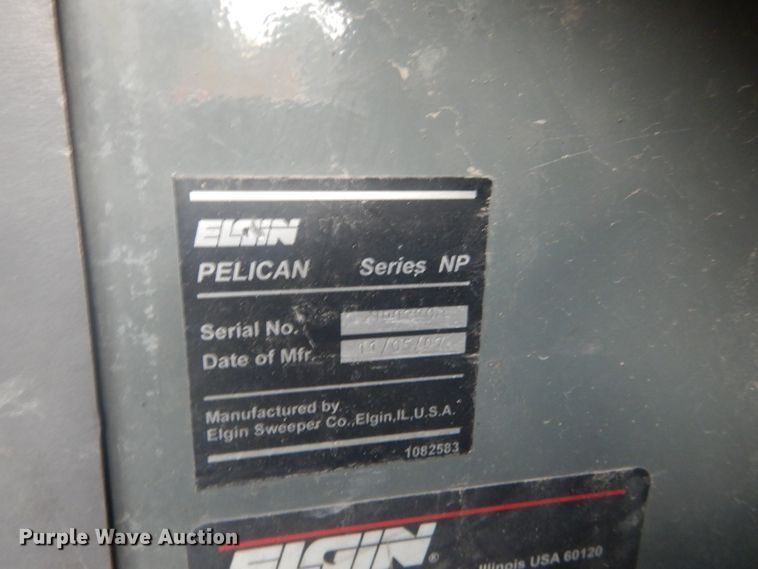 ELGIN
PELICAN Series NP
Serial No.
Date of Mfr.
Manufactured by
Elgin Sweeper Co.,Elgin,IL,U.S.A.
1082583
ELGIN®
Illinois USA 60120
Purple Wave Auction®